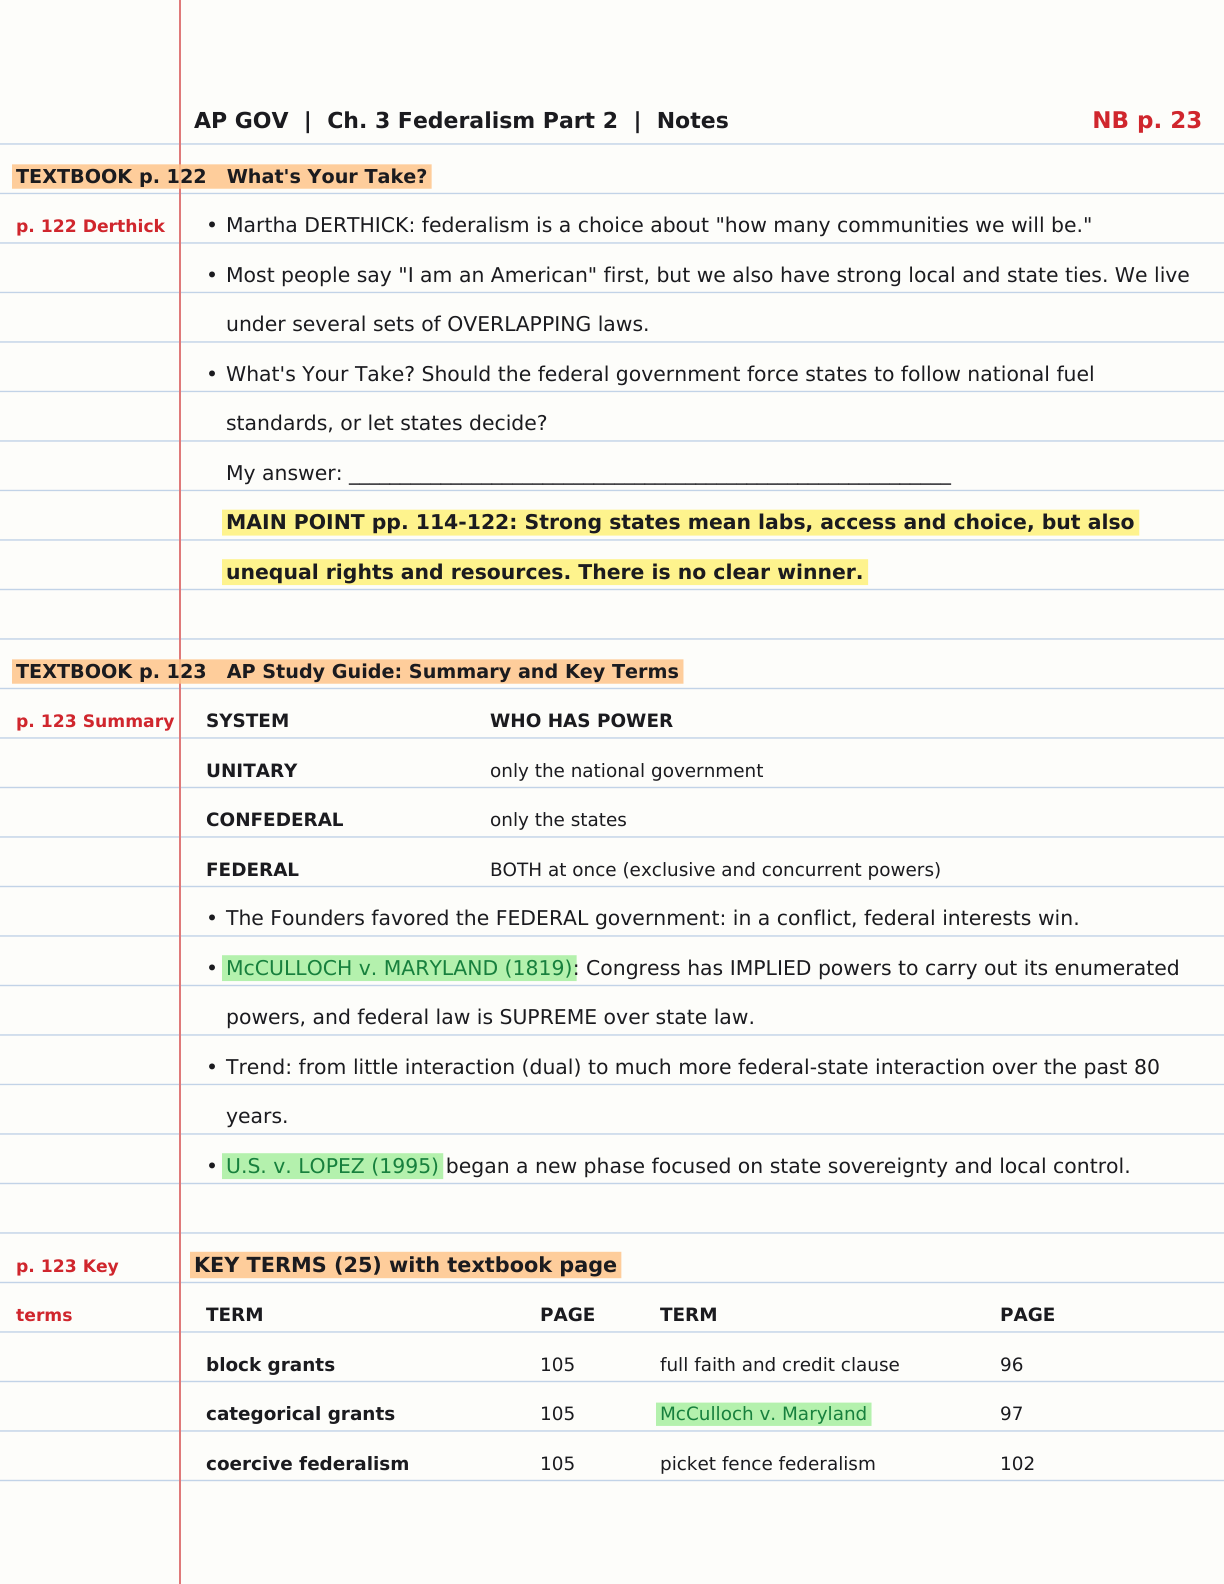 AP GOV | Ch. 3 Federalism Part 2 | Notes NB p. 23
TEXTBOOK p. 122 What's Your Take?
p. 122 Derthick • Martha DERTHICK: federalism is a choice about "how many communities we will be."
• Most people say "I am an American" first, but we also have strong local and state ties. We live
under several sets of OVERLAPPING laws.
• What's Your Take? Should the federal government force states to follow national fuel
standards, or let states decide?
My answer: ____________________________________________________________
MAIN POINT pp. 114-122: Strong states mean labs, access and choice, but also
unequal rights and resources. There is no clear winner.
TEXTBOOK p. 123 AP Study Guide: Summary and Key Terms
p. 123 Summary SYSTEM WHO HAS POWER
UNITARY only the national government
CONFEDERAL only the states
FEDERAL BOTH at once (exclusive and concurrent powers)
• The Founders favored the FEDERAL government: in a conflict, federal interests win.
• McCULLOCH v. MARYLAND (1819): Congress has IMPLIED powers to carry out its enumerated
powers, and federal law is SUPREME over state law.
• Trend: from little interaction (dual) to much more federal-state interaction over the past 80
years.
• U.S. v. LOPEZ (1995) began a new phase focused on state sovereignty and local control.
p. 123 Key KEY TERMS (25) with textbook page
terms TERM PAGE TERM PAGE
block grants 105 full faith and credit clause 96
categorical grants 105 McCulloch v. Maryland 97
coercive federalism 105 picket fence federalism 102